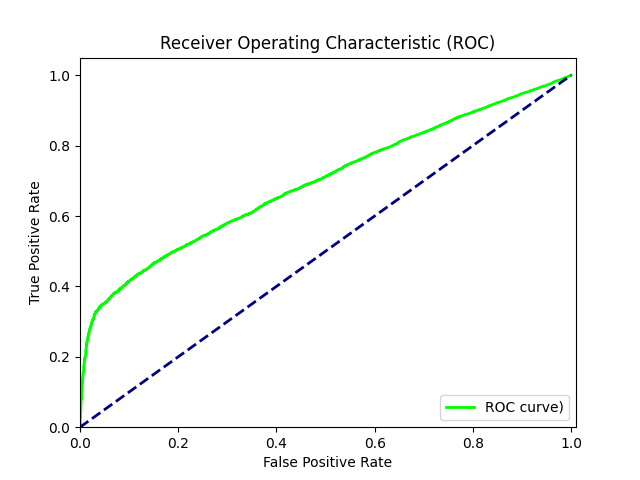 Receiver Operating Characteristic (ROC)
1.0
0.8
0.6
0.4
0.2
0.0
True Positive Rate
ROC curve)
0.0 0.2 0.4 0.6 0.8 1.0
False Positive Rate